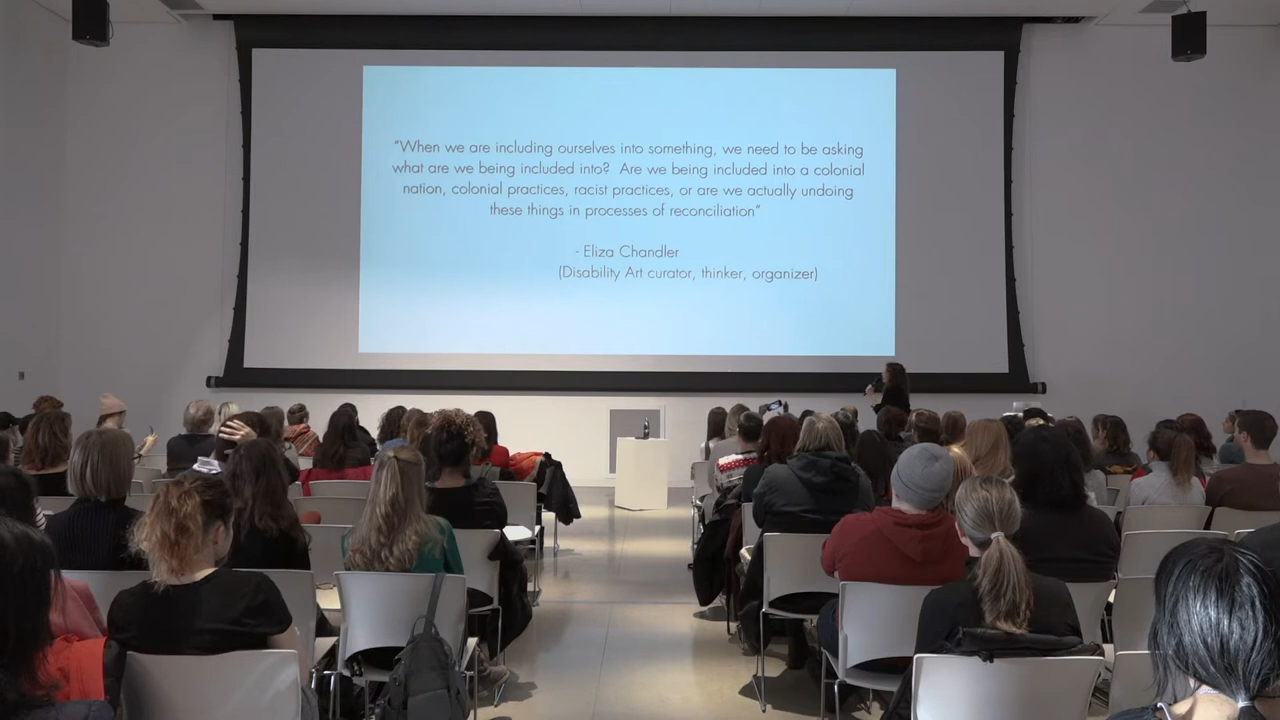 "When we are including ourselves into something, we need to be asking
what are we being included into?  Are we being included into a colonial
nation, colonial practices, racist practices, or are we actually undoing
these things in processes of reconciliation"
- Eliza Chandler
(Disability Art curator, thinker, organizer)